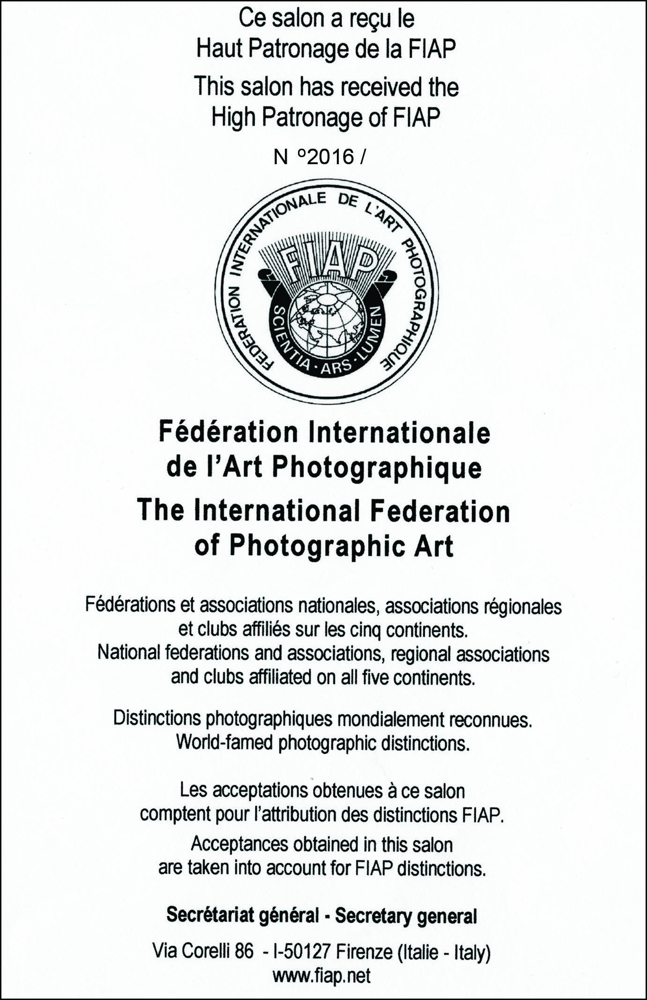 Ce salon a reçu le
Haut Patronage de la FIAP
This salon has received the
High Patronage of FIAP
N º2016 /
FEDERATION INTERNATIONALE DE L'ART PHOTOGRAPHIQUE
FIAP
SCIENTIA · ARS · LUMEN
Fédération Internationale
de l'Art Photographique
The International Federation
of Photographic Art
Fédérations et associations nationales, associations régionales
et clubs affiliés sur les cinq continents.
National federations and associations, regional associations
and clubs affiliated on all five continents.
Distinctions photographiques mondialement reconnues.
World-famed photographic distinctions.
Les acceptations obtenues à ce salon
comptent pour l'attribution des distinctions FIAP.
Acceptances obtained in this salon
are taken into account for FIAP distinctions.
Secrétariat général - Secretary general
Via Corelli 86 - I-50127 Firenze (Italie - Italy)
www.fiap.net